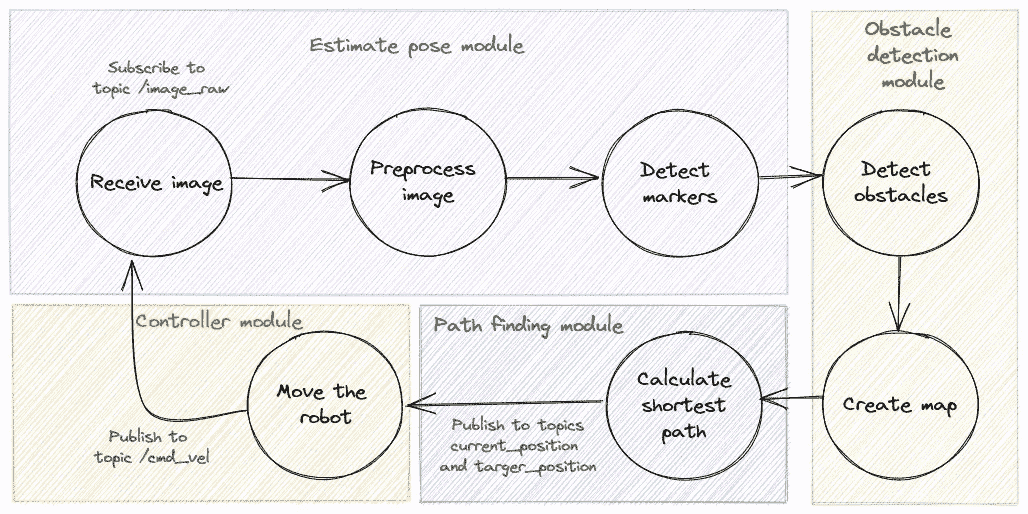 Estimate pose module
Subscribe to
topic /image_raw
Receive image
Preprocess
image
Detect
markers
Obstacle
detection
module
Detect
obstacles
Create map
Path finding module
Calculate
shortest
path
Publish to topics
current_position
and targer_position
Controller module
Move the
robot
Publish to
topic /cmd_vel